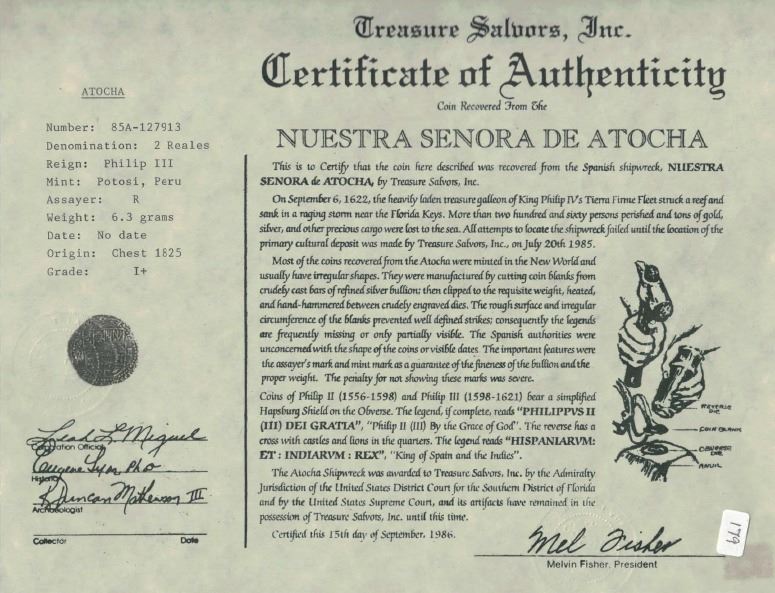 Treasure Salvors, Inc.
Certificate of Authenticity
Coin Recovered From The
NUESTRA SENORA DE ATOCHA
ATOCHA
Number: 85A-127913
Denomination: 2 Reales
Reign: Philip III
Mint: Potosi, Peru
Assayer: R
Weight: 6.3 grams
Date: No date
Origin: Chest 1825
Grade: I+
This is to Certify that the coin here described was recovered from the Spanish shipwreck, NUESTRA
SENORA de ATOCHA, by Treasure Salvors, Inc.
On September 6, 1622, the heavily laden treasure galleon of King Philip IV's Tierra Firme Fleet struck a reef and
sank in a raging storm near the Florida Keys. More than two hundred and sixty persons perished and tons of gold,
silver, and other precious cargo were lost to the sea. All attempts to locate the shipwreck failed until the location of the
primary cultural deposit was made by Treasure Salvors, Inc., on July 20th 1985.
Most of the coins recovered from the Atocha were minted in the New World and
usually have irregular shapes. They were manufactured by cutting coin blanks from
crudely cast bars of refined silver bullion; then clipped to the requisite weight, heated,
and hand-hammered between crudely engraved dies. The rough surface and irregular
circumference of the blanks prevented well defined strikes; consequently the legends
are frequently missing or only partially visible. The Spanish authorities were
unconcerned with the shape of the coins or visible dates. The important features were
the assayer's mark and mint mark as a guarantee of the fineness of the bullion and the
proper weight. The penalty for not showing these marks was severe.
Coins of Philip II (1556-1598) and Philip III (1598-1621) bear a simplified
Hapsburg Shield on the Obverse. The legend, if complete, reads "PHILIPPVS II
(III) DEI GRATIA", "Philip II (III) By the Grace of God". The reverse has a
cross with castles and lions in the quarters. The legend reads "HISPANIARVM:
ET: INDIARVM: REX", "King of Spain and the Indies".
The Atocha Shipwreck was awarded to Treasure Salvors, Inc. by the Admiralty
Jurisdiction of the United States District Court for the Southern District of Florida
and by the United States Supreme Court, and its artifacts have remained in the
possession of Treasure Salvors, Inc. until this time.
Certified this 15th day of September, 1986.
REVERSE
DIE
COIN BLANK
OBVERSE
DIE
ANVIL
Leah L Miguel
Corporation Official
Eugene Lyon PhD
Historian
R Duncan Mathewson III
Archaeologist
Collector Date
Mel Fisher
Melvin Fisher, President
179